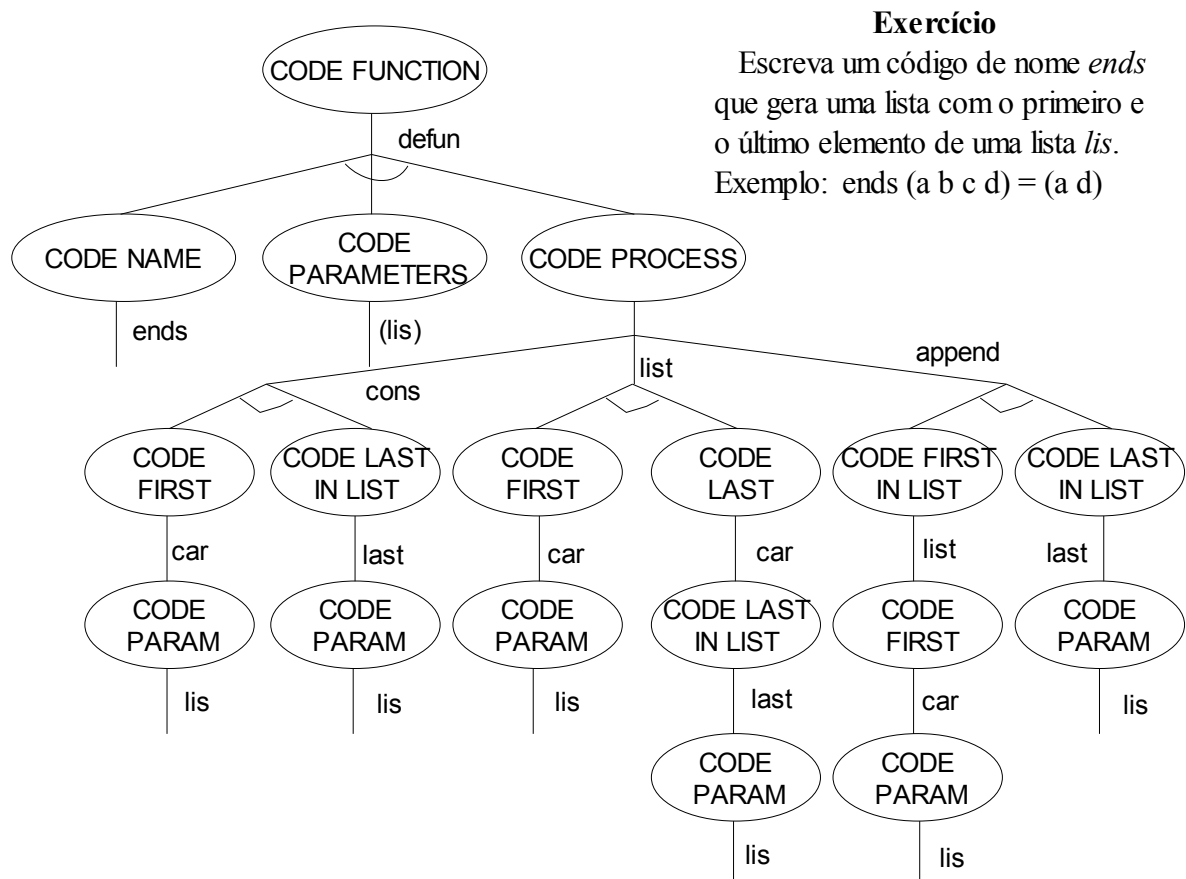 Exercício
Escreva um código de nome ends
que gera uma lista com o primeiro e
o último elemento de uma lista lis.
Exemplo: ends (a b c d) = (a d)
CODE FUNCTION
defun
CODE NAME
CODE
PARAMETERS
CODE PROCESS
ends
(lis)
cons
list
append
CODE
FIRST
CODE LAST
IN LIST
CODE
FIRST
CODE
LAST
CODE FIRST
IN LIST
CODE LAST
IN LIST
car
last
car
car
list
last
CODE
PARAM
CODE
PARAM
CODE
PARAM
CODE LAST
IN LIST
CODE
FIRST
CODE
PARAM
lis
lis
lis
last
car
lis
CODE
PARAM
CODE
PARAM
lis
lis